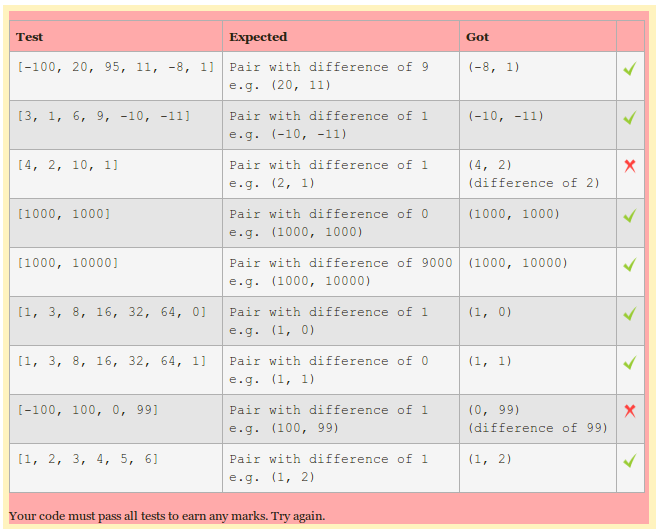 Test Expected Got
[-100, 20, 95, 11, -8, 1] Pair with difference of 9 (-8, 1)
e.g. (20, 11)
[3, 1, 6, 9, -10, -11] Pair with difference of 1 (-10, -11)
e.g. (-10, -11)
[4, 2, 10, 1] Pair with difference of 1 (4, 2)
e.g. (2, 1) (difference of 2)
[1000, 1000] Pair with difference of 0 (1000, 1000)
e.g. (1000, 1000)
[1000, 10000] Pair with difference of 9000 (1000, 10000)
e.g. (1000, 10000)
[1, 3, 8, 16, 32, 64, 0] Pair with difference of 1 (1, 0)
e.g. (1, 0)
[1, 3, 8, 16, 32, 64, 1] Pair with difference of 0 (1, 1)
e.g. (1, 1)
[-100, 100, 0, 99] Pair with difference of 1 (0, 99)
e.g. (100, 99) (difference of 99)
[1, 2, 3, 4, 5, 6] Pair with difference of 1 (1, 2)
e.g. (1, 2)
Your code must pass all tests to earn any marks. Try again.